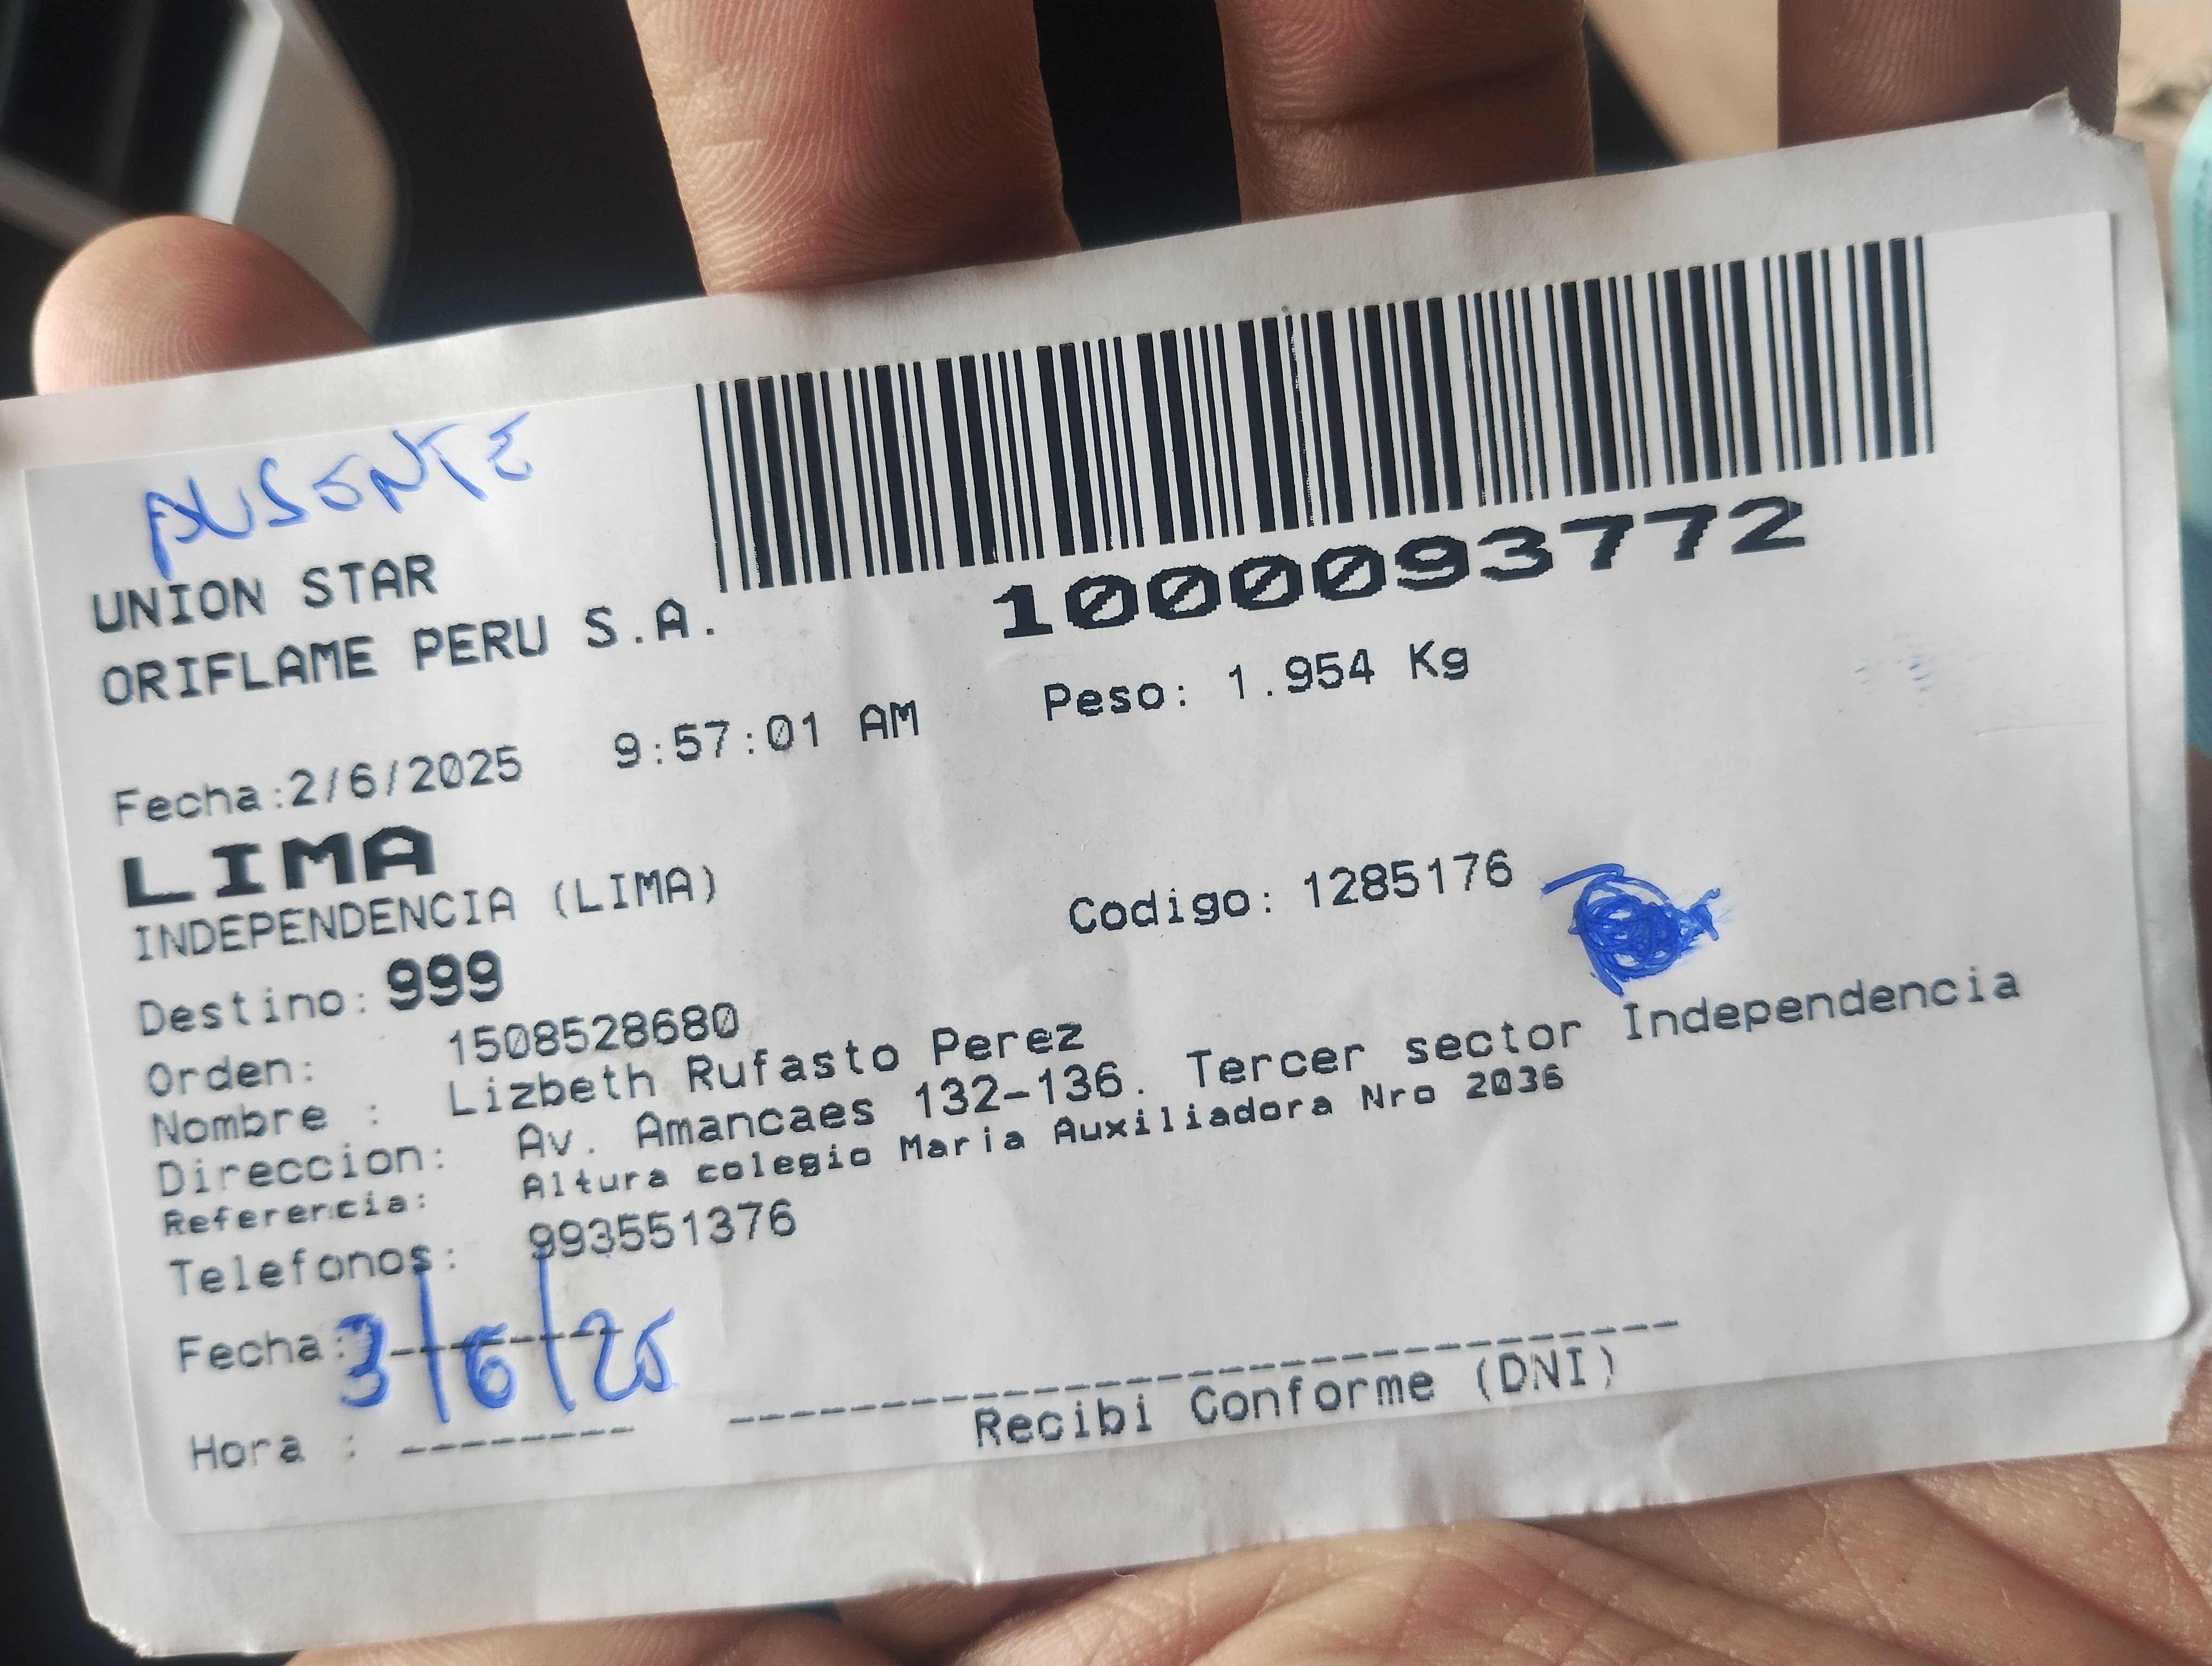 AUSENTE
UNION STAR
ORIFLAME PERU S.A.
1000093772
Fecha:2/6/2025 9:57:01 AM Peso: 1.954 Kg
LIMA
INDEPENDENCIA (LIMA) Codigo: 1285176
Destino: 999
Orden: 1508528680
Nombre : Lizbeth Rufasto Perez
Direccion: Av. Amancaes 132-136. Tercer sector Independencia
Referencia: Altura colegio Maria Auxiliadora Nro 2036
Telefonos: 993551376
Fecha: 3/6/25
Hora : --------
Recibi Conforme (DNI)